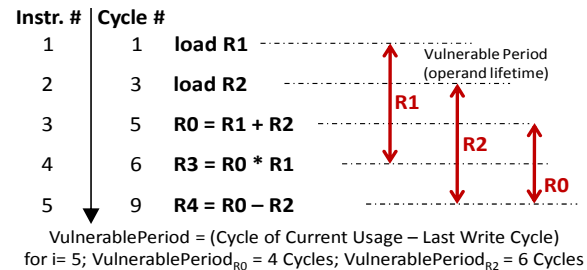 Instr. # Cycle #
1 1 load R1
Vulnerable Period
(operand lifetime)
2 3 load R2
R1
3 5 R0 = R1 + R2
R2
4 6 R3 = R0 * R1
R0
5 9 R4 = R0 – R2
VulnerablePeriod = (Cycle of Current Usage – Last Write Cycle)
for i= 5; VulnerablePeriodR0 = 4 Cycles; VulnerablePeriodR2 = 6 Cycles